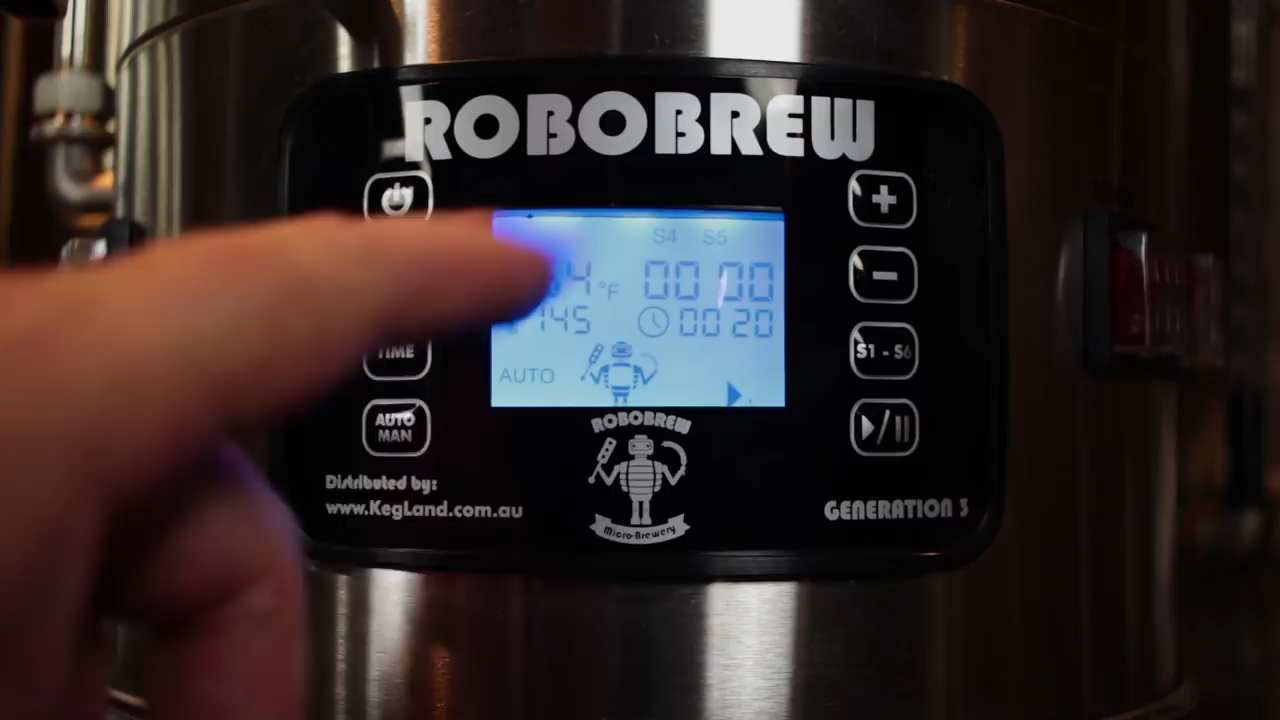 ROBOBREW
S4 S5
4°F 00 00
145 00 20
TIME
S1 - S6
AUTO
AUTO
MAN
ROBOBREW
Distributed by:
www.KegLand.com.au
GENERATION 3
Micro-Brewery